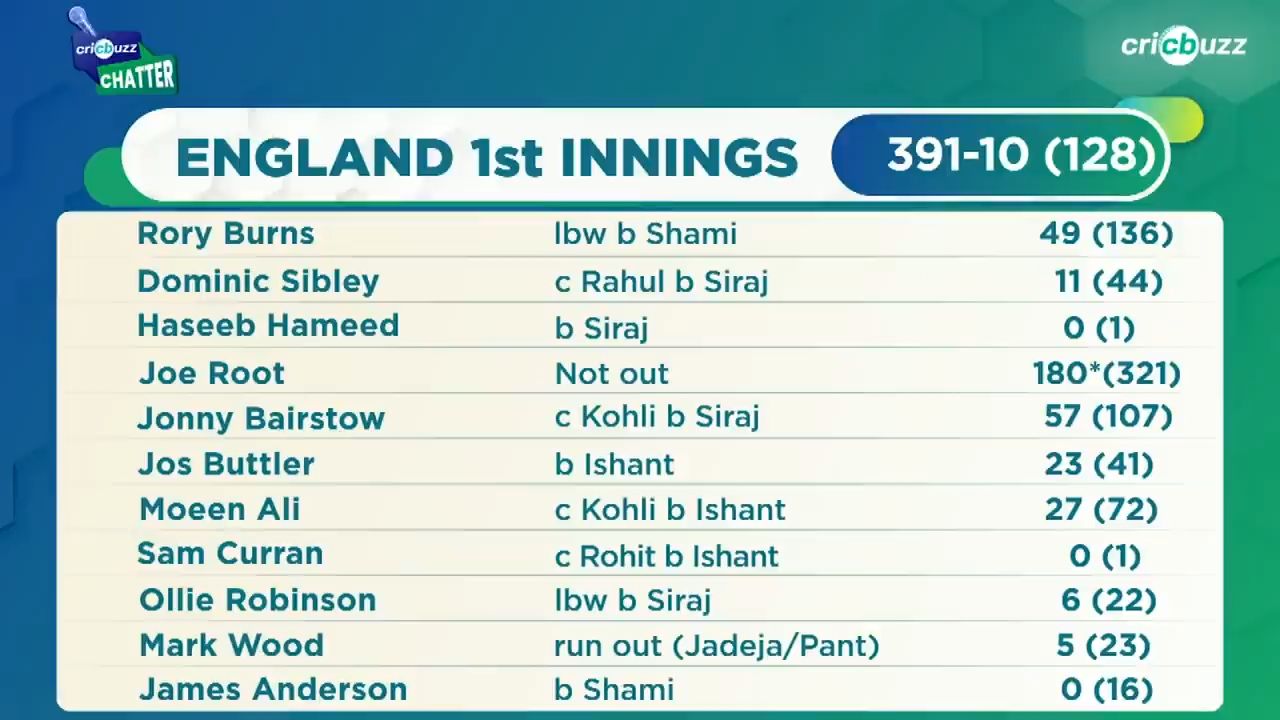 cricbuzz
CHATTER
cricbuzz
ENGLAND 1st INNINGS 391-10 (128)
Rory Burns lbw b Shami 49 (136)
Dominic Sibley c Rahul b Siraj 11 (44)
Haseeb Hameed b Siraj 0 (1)
Joe Root Not out 180*(321)
Jonny Bairstow c Kohli b Siraj 57 (107)
Jos Buttler b Ishant 23 (41)
Moeen Ali c Kohli b Ishant 27 (72)
Sam Curran c Rohit b Ishant 0 (1)
Ollie Robinson lbw b Siraj 6 (22)
Mark Wood run out (Jadeja/Pant) 5 (23)
James Anderson b Shami 0 (16)